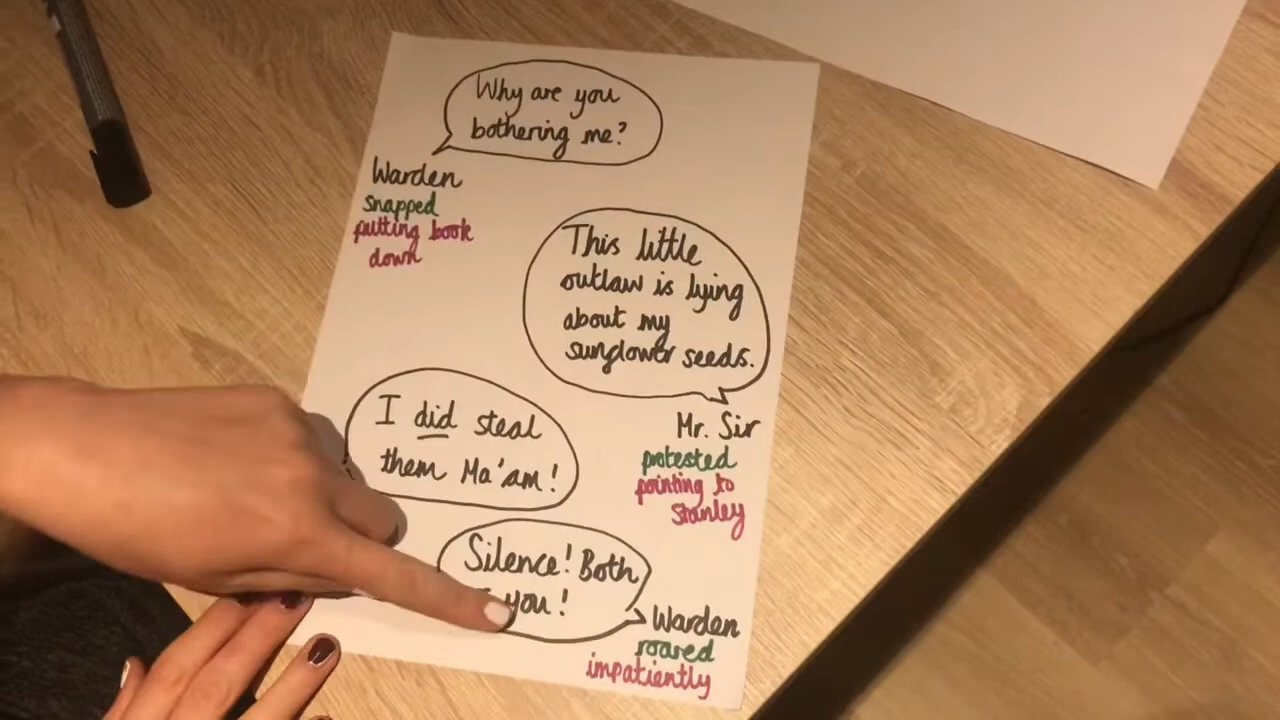 Why are you
bothering me?
Warden
snapped
putting book
down
This little
outlaw is lying
about my
sunflower seeds.
Mr. Sir
protested
pointing to
Stanley
I did steal
them Ma'am!
Silence! Both
you!
Warden
roared
impatiently